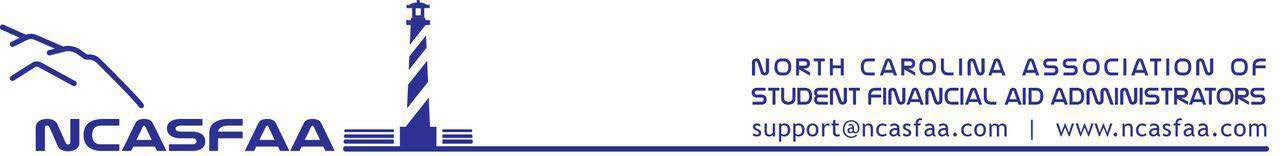 NCASFAA
NORTH CAROLINA ASSOCIATION OF
STUDENT FINANCIAL AID ADMINISTRATORS
support@ncasfaa.com | www.ncasfaa.com